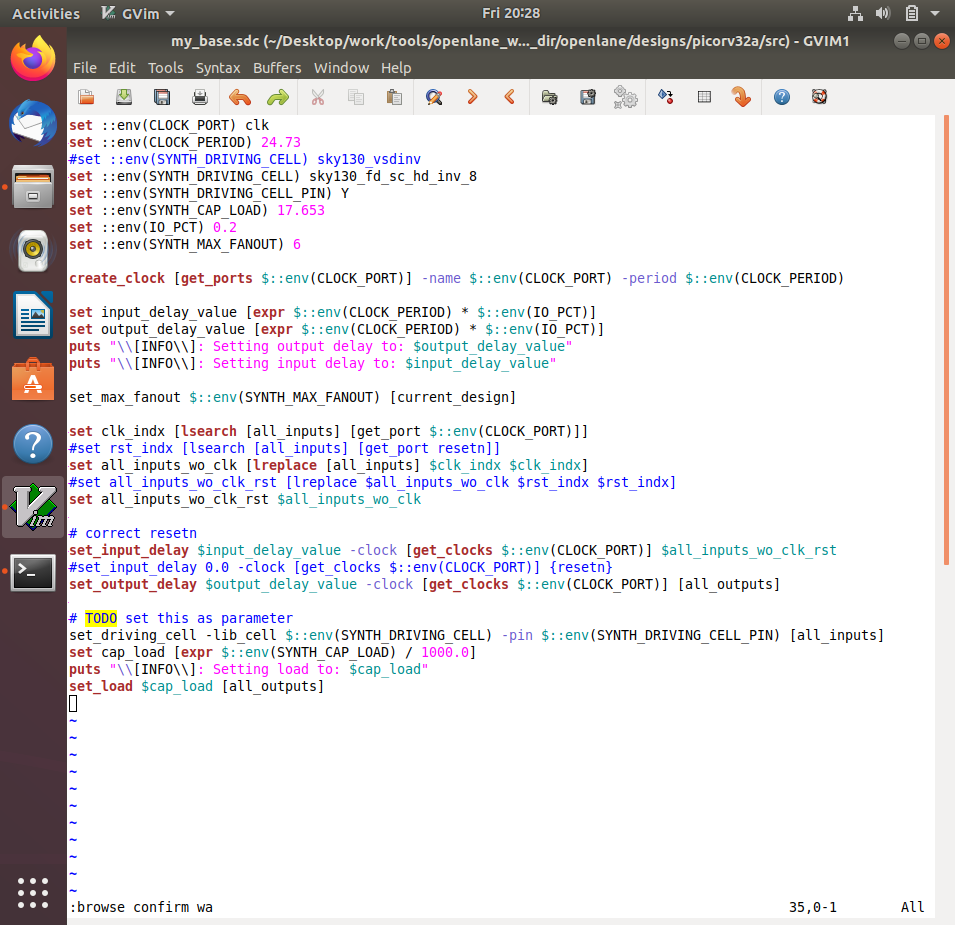 Activities GVim Fri 20:28
my_base.sdc (~/Desktop/work/tools/openlane_w..._dir/openlane/designs/picorv32a/src) - GVIM1
File Edit Tools Syntax Buffers Window Help
set ::env(CLOCK_PORT) clk
set ::env(CLOCK_PERIOD) 24.73
#set ::env(SYNTH_DRIVING_CELL) sky130_vsdinv
set ::env(SYNTH_DRIVING_CELL) sky130_fd_sc_hd_inv_8
set ::env(SYNTH_DRIVING_CELL_PIN) Y
set ::env(SYNTH_CAP_LOAD) 17.653
set ::env(IO_PCT) 0.2
set ::env(SYNTH_MAX_FANOUT) 6
create_clock [get_ports $::env(CLOCK_PORT)] -name $::env(CLOCK_PORT) -period $::env(CLOCK_PERIOD)
set input_delay_value [expr $::env(CLOCK_PERIOD) * $::env(IO_PCT)]
set output_delay_value [expr $::env(CLOCK_PERIOD) * $::env(IO_PCT)]
puts "\\[INFO\\]: Setting output delay to: $output_delay_value"
puts "\\[INFO\\]: Setting input delay to: $input_delay_value"
set_max_fanout $::env(SYNTH_MAX_FANOUT) [current_design]
set clk_indx [lsearch [all_inputs] [get_port $::env(CLOCK_PORT)]]
#set rst_indx [lsearch [all_inputs] [get_port resetn]]
set all_inputs_wo_clk [lreplace [all_inputs] $clk_indx $clk_indx]
#set all_inputs_wo_clk_rst [lreplace $all_inputs_wo_clk $rst_indx $rst_indx]
set all_inputs_wo_clk_rst $all_inputs_wo_clk
# correct resetn
set_input_delay $input_delay_value -clock [get_clocks $::env(CLOCK_PORT)] $all_inputs_wo_clk_rst
#set_input_delay 0.0 -clock [get_clocks $::env(CLOCK_PORT)] {resetn}
set_output_delay $output_delay_value -clock [get_clocks $::env(CLOCK_PORT)] [all_outputs]
# TODO set this as parameter
set_driving_cell -lib_cell $::env(SYNTH_DRIVING_CELL) -pin $::env(SYNTH_DRIVING_CELL_PIN) [all_inputs]
set cap_load [expr $::env(SYNTH_CAP_LOAD) / 1000.0]
puts "\\[INFO\\]: Setting load to: $cap_load"
set_load $cap_load [all_outputs]
~
~
~
~
~
~
~
~
~
~
~
:browse confirm wa 35,0-1 All